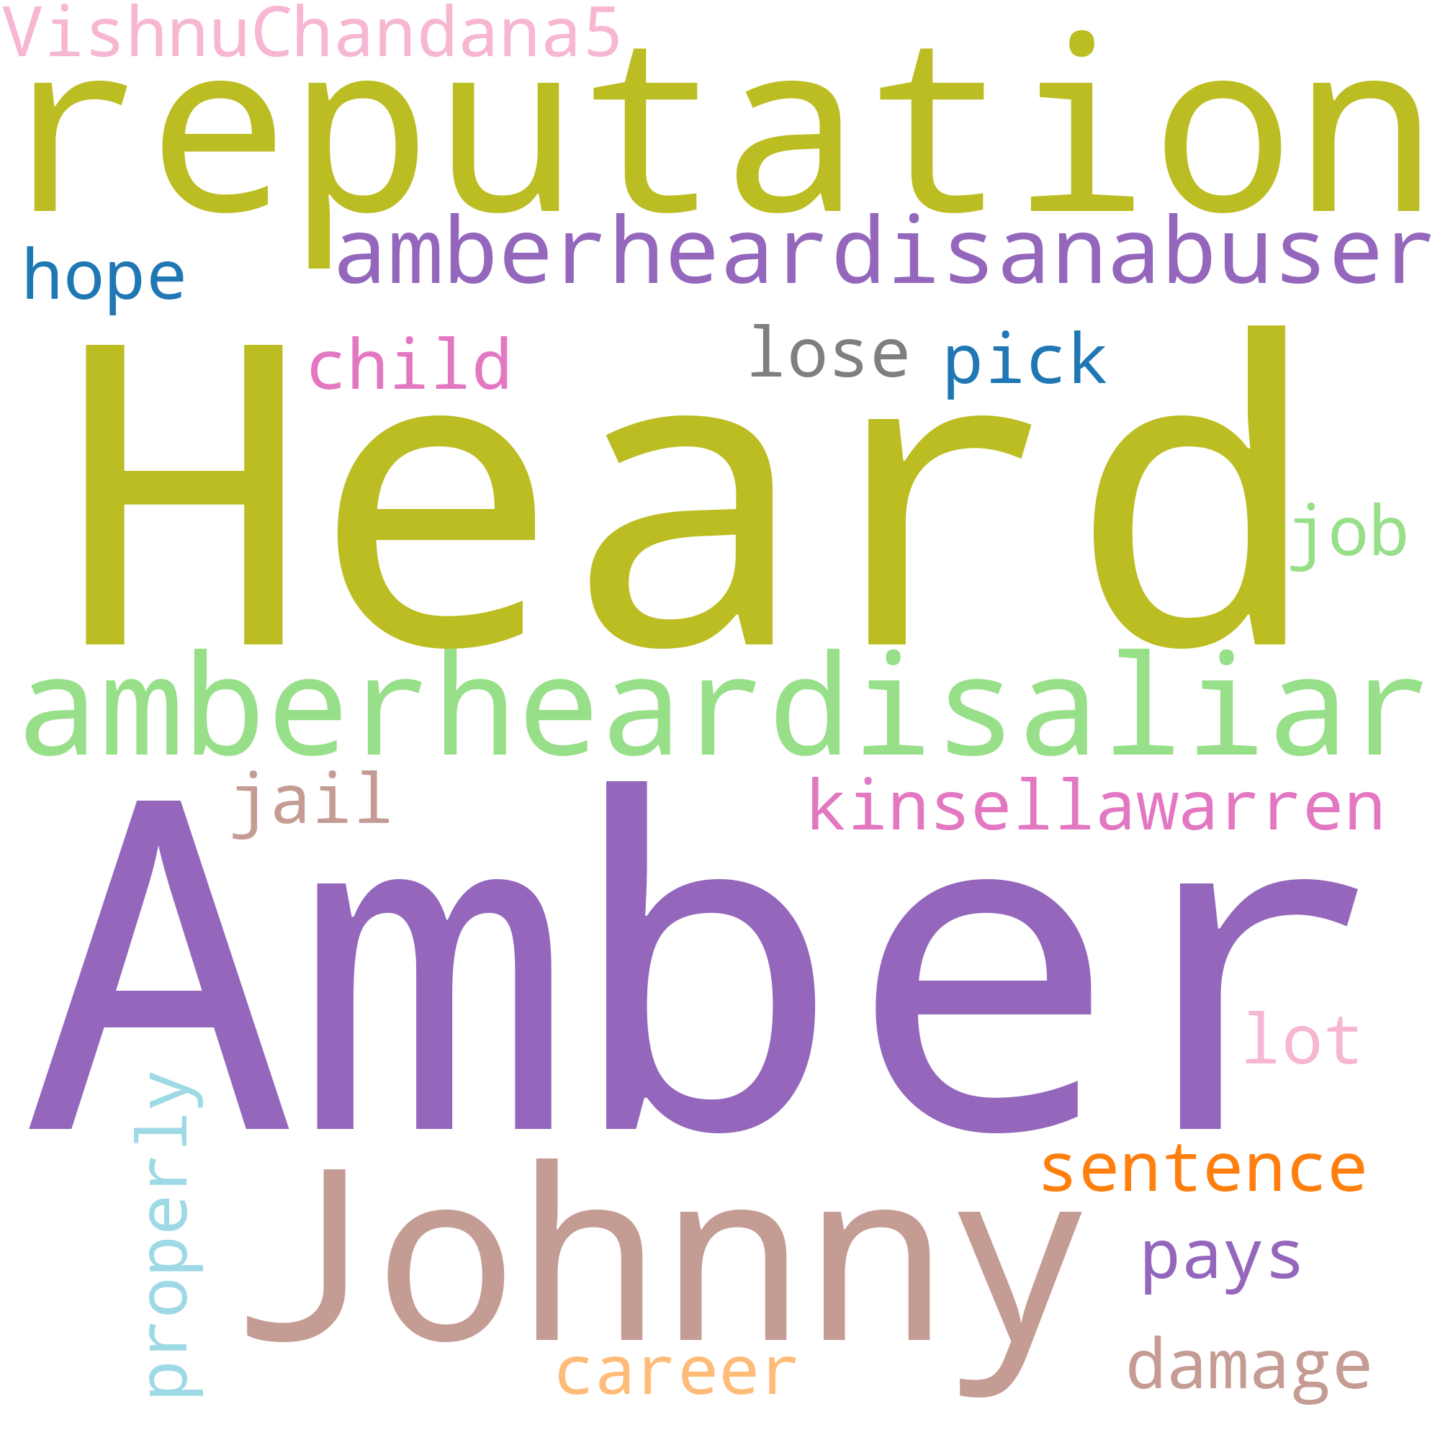 VishnuChandana5
reputation
amberheardisanabuser
hope
child
lose pick
Heard
job
amberheardisaliar
jail
kinsellawarren
Amber
lot
properly
Johnny
sentence
pays
career
damage